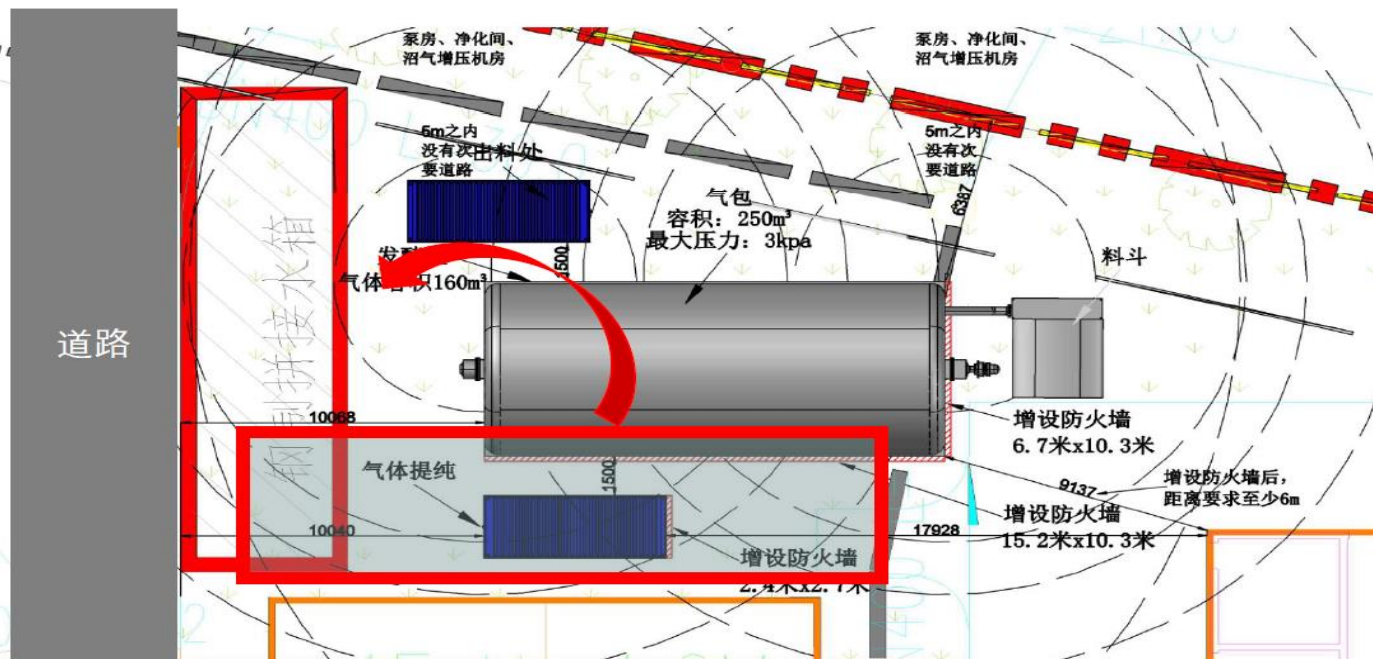 泵房、净化间、
沼气增压机房
泵房、净化间、
沼气增压机房
5m之内
没有次
要道路
出料处
5m之内
没有次
要道路
气包
容积：250m³
最大压力：3kpa
6387
1500
气体容积160m³
料斗
道路
钢制拼接水箱
10068
增设防火墙
6.7米x10.3米
气体提纯
1500
9137
增设防火墙后，
距离要求至少6m
增设防火墙
15.2米x10.3米
10040
17928
增设防火墙
2.4米x2.7米